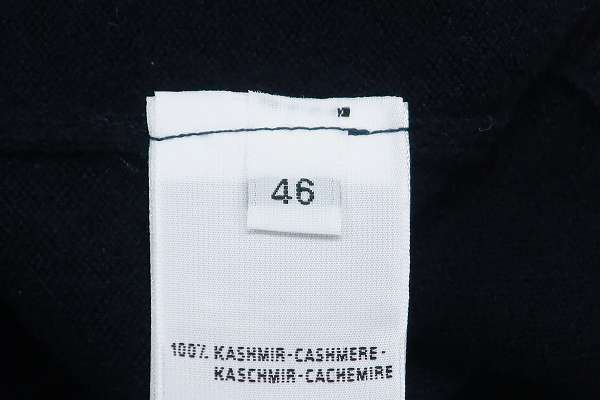 46
100% KASHMIR-CASHMERE-
KASCHMIR-CACHEMIRE